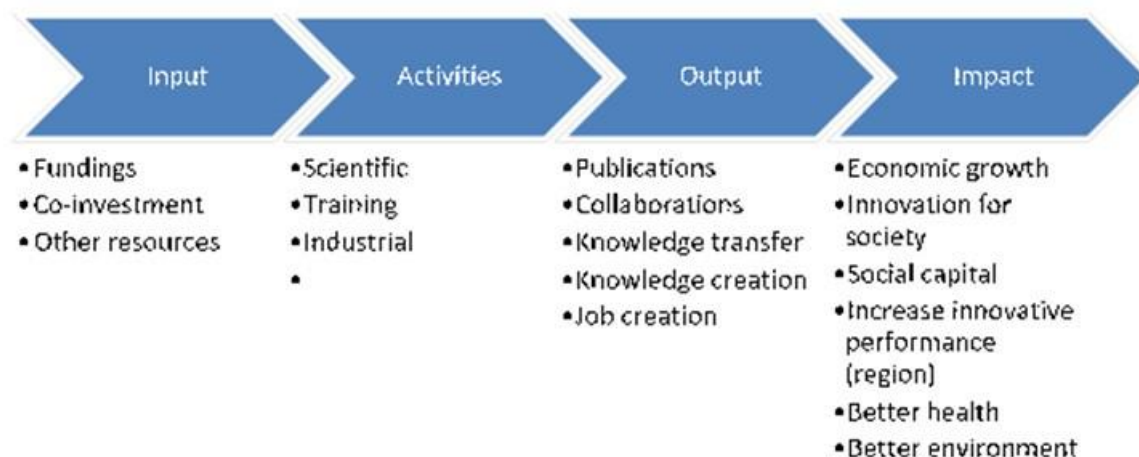 Input
Activities
Output
Impact
•Fundings
•Co-investment
•Other resources
•Scientific
•Training
•Industrial
•
•Publications
•Collaborations
•Knowledge transfer
•Knowledge creation
•Job creation
•Economic growth
•Innovation for
society
•Social capital
•Increase innovative
performance
(region)
•Better health
•Better environment